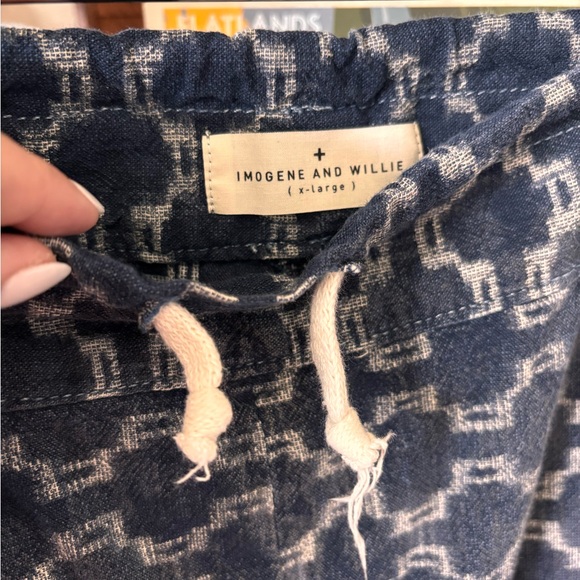 FLATLANDS
+
IMOGENE AND WILLIE
( x-large )